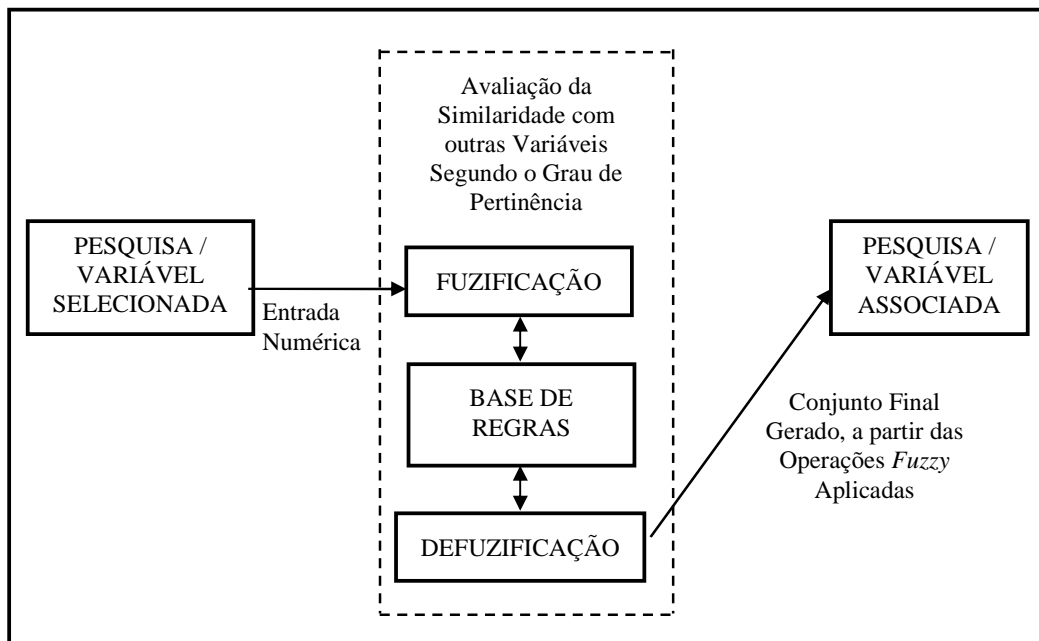 Avaliação da
Similaridade com
outras Variáveis
Segundo o Grau de
Pertinência
PESQUISA /
VARIÁVEL
SELECIONADA
Entrada
Numérica
FUZIFICAÇÃO
BASE DE
REGRAS
DEFUZIFICAÇÃO
PESQUISA /
VARIÁVEL
ASSOCIADA
Conjunto Final
Gerado, a partir das
Operações Fuzzy
Aplicadas